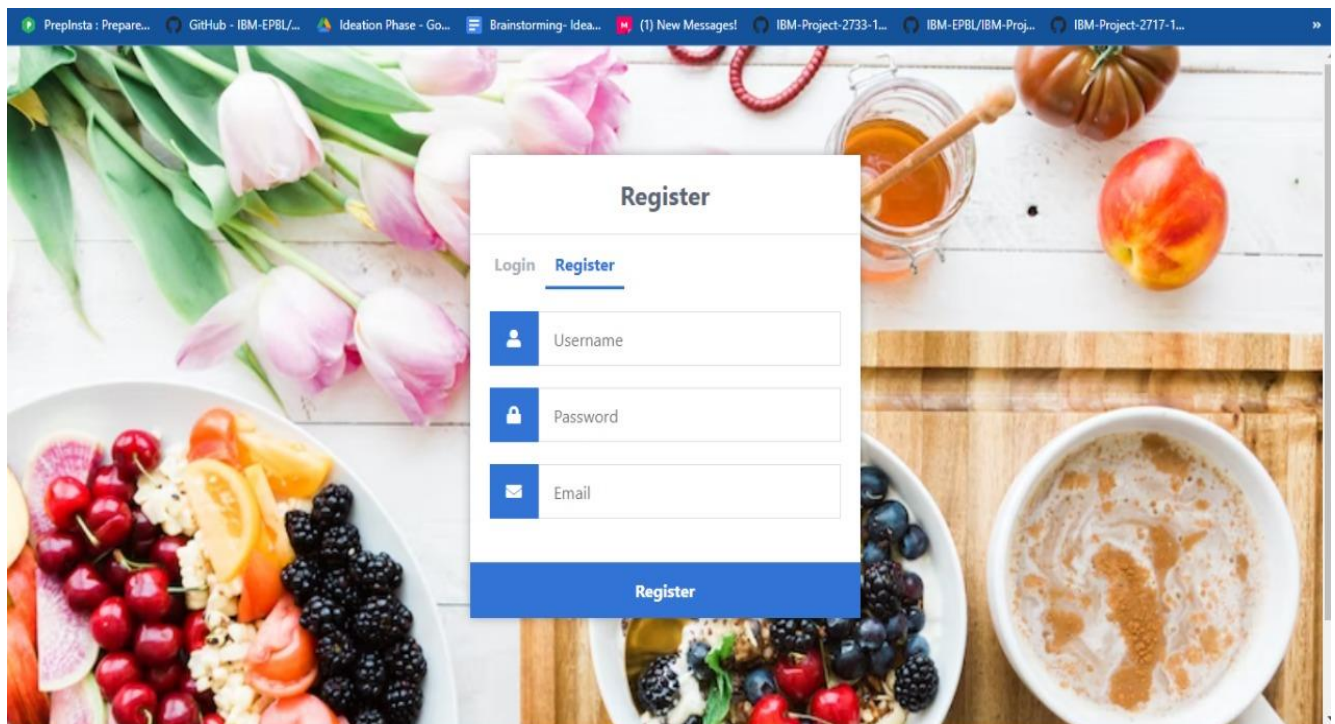 PrepInsta : Prepare... GitHub - IBM-EPBL/... Ideation Phase - Go... Brainstorming- Idea... (1) New Messages! IBM-Project-2733-1... IBM-EPBL/IBM-Proj... IBM-Project-2717-1... »
Register
Login Register
Username
Password
Email
Register